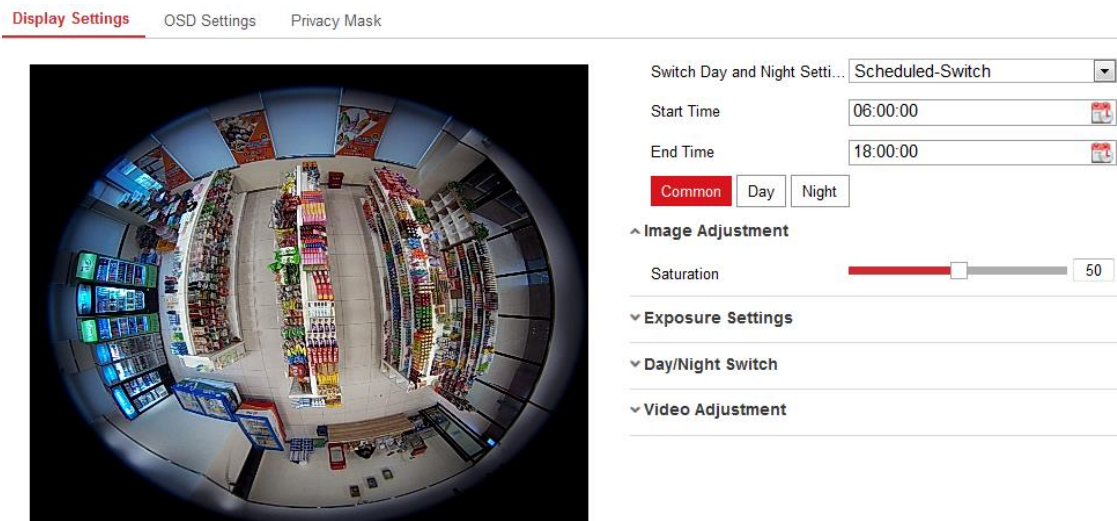 Display Settings OSD Settings Privacy Mask
Switch Day and Night Setti... Scheduled-Switch
Start Time 06:00:00
End Time 18:00:00
Common Day Night
Image Adjustment
Saturation 50
Exposure Settings
Day/Night Switch
Video Adjustment